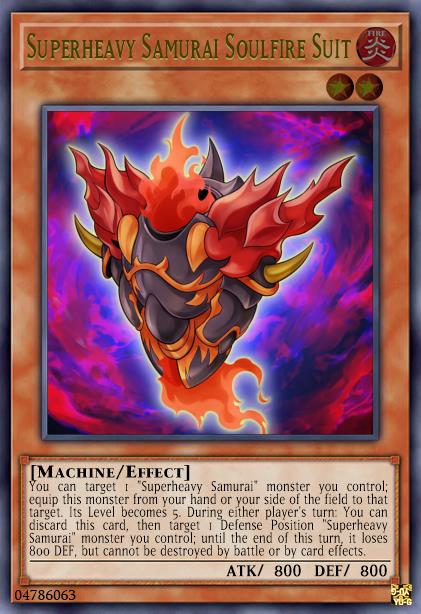 Superheavy Samurai Soulfire Suit
FIRE
炎
[Machine/Effect]
You can target 1 "Superheavy Samurai" monster you control;
equip this monster from your hand or your side of the field to that
target. Its Level becomes 5. During either player's turn: You can
discard this card, then target 1 Defense Position "Superheavy
Samurai" monster you control; until the end of this turn, it loses
800 DEF, but cannot be destroyed by battle or by card effects.
ATK/ 800 DEF/ 800
04786063